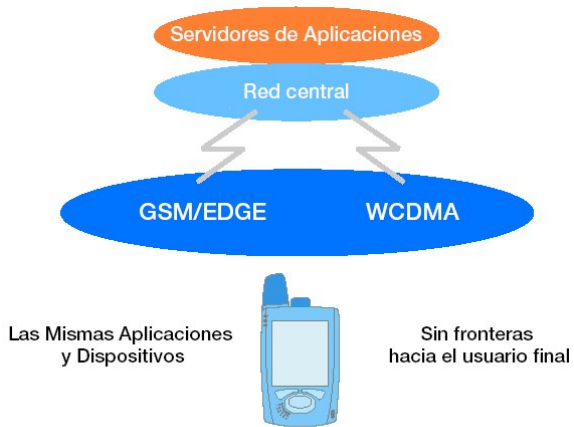 Servidores de Aplicaciones
Red central
GSM/EDGE
WCDMA
Las Mismas Aplicaciones
y Dispositivos
Sin fronteras
hacia el usuario final